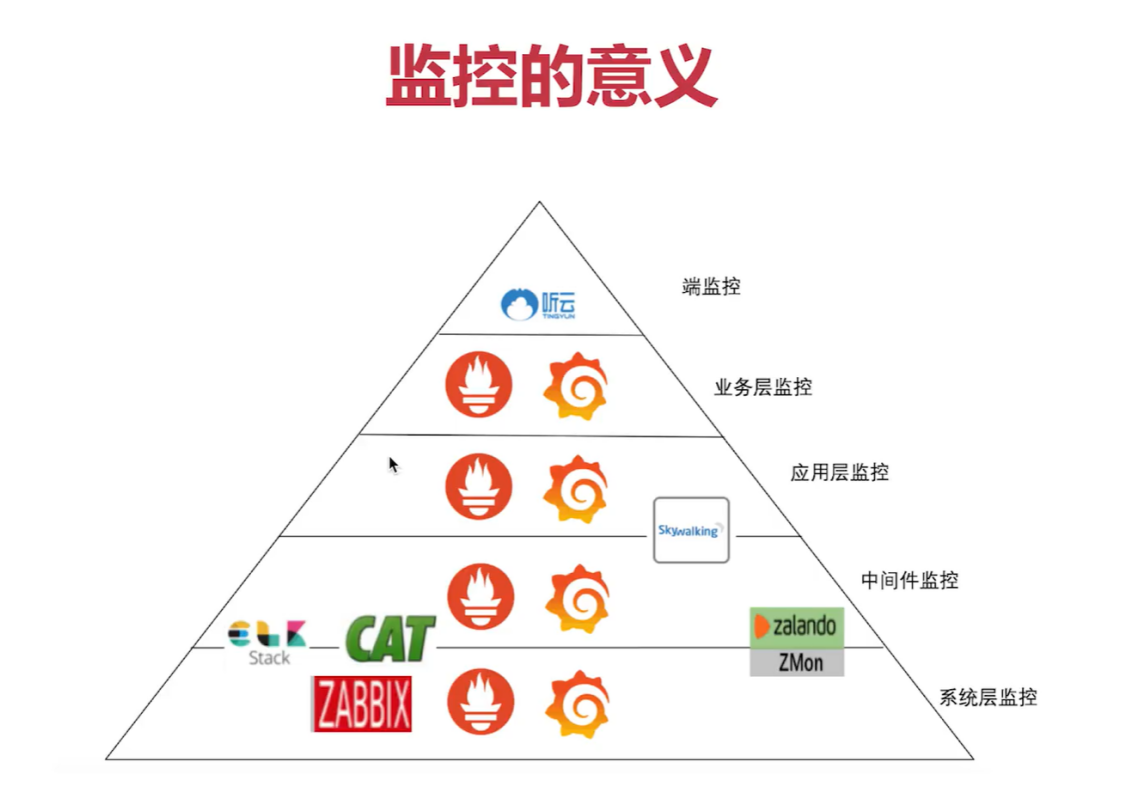 监控的意义
听云
TINGYUN
端监控
业务层监控
应用层监控
Skywalking
中间件监控
ELK
Stack
CAT
zalando
ZMon
ZABBIX
系统层监控